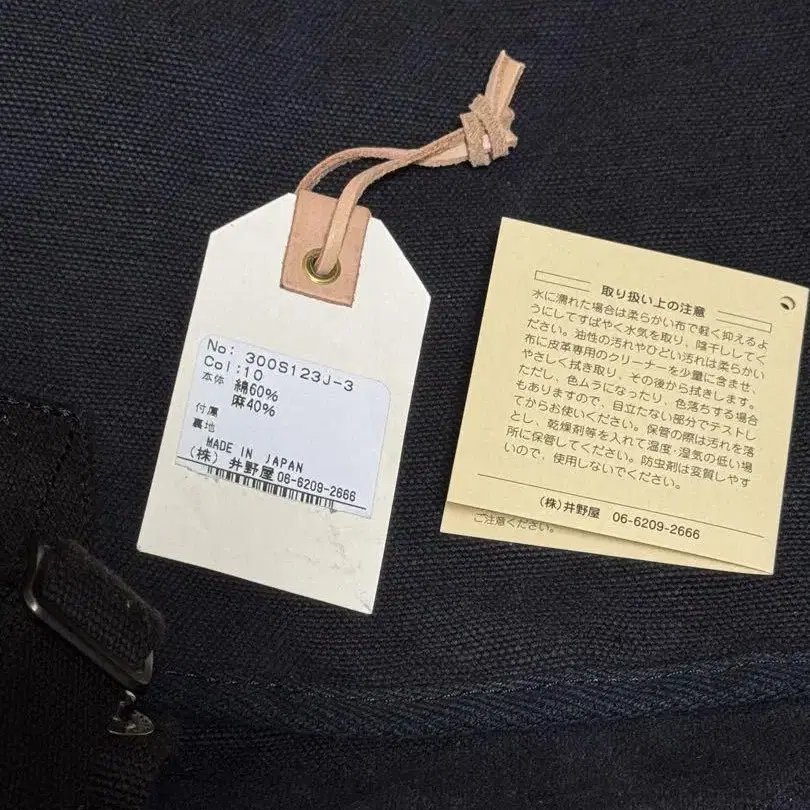 No: 300S123J-3
Col:10
本体 綿60%
麻40%
付属
裏地
MADE IN JAPAN
(株) 井野屋 06-6209-2666
取り扱い上の注意
水に濡れた場合は柔らかい布で軽く抑えるよ
うにしてすばやく水気を取り、陰干ししてく
ださい。油性の汚れやひどい汚れは柔らかい
布に皮革専用のクリーナーを少量に含ませ、
やさしく拭き取り、その後から拭きします。
ただし、色ムラになったり、色落ちする場合
もありますので、目立たない部分でテストし
てからお使いください。保管の際は汚れを落
とし、乾燥剤等を入れて温度・湿気の低い場
所に保管してください。防虫剤は変質しやす
いので、使用しないでください。
(株)井野屋 06-6209-2666
ご注意ください。